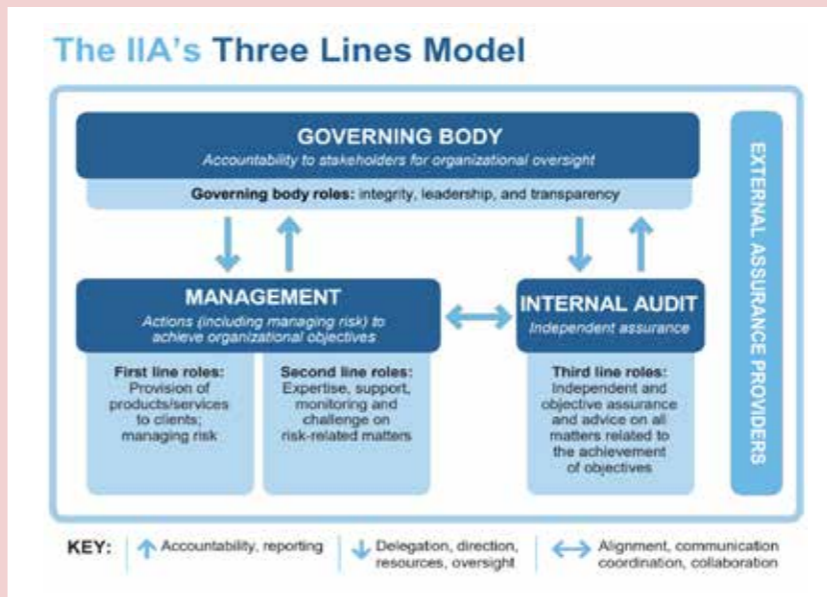 The IIA's Three Lines Model
GOVERNING BODY
Accountability to stakeholders for organizational oversight
Governing body roles: integrity, leadership, and transparency
MANAGEMENT
Actions (including managing risk) to
achieve organizational objectives
First line roles:
Provision of
products/services
to clients;
managing risk
Second line roles:
Expertise, support,
monitoring and
challenge on
risk-related matters
INTERNAL AUDIT
Independent assurance
Third line roles:
Independent and
objective assurance
and advice on all
matters related to
the achievement
of objectives
EXTERNAL ASSURANCE PROVIDERS
KEY:
Accountability, reporting
Delegation, direction,
resources, oversight
Alignment, communication
coordination, collaboration